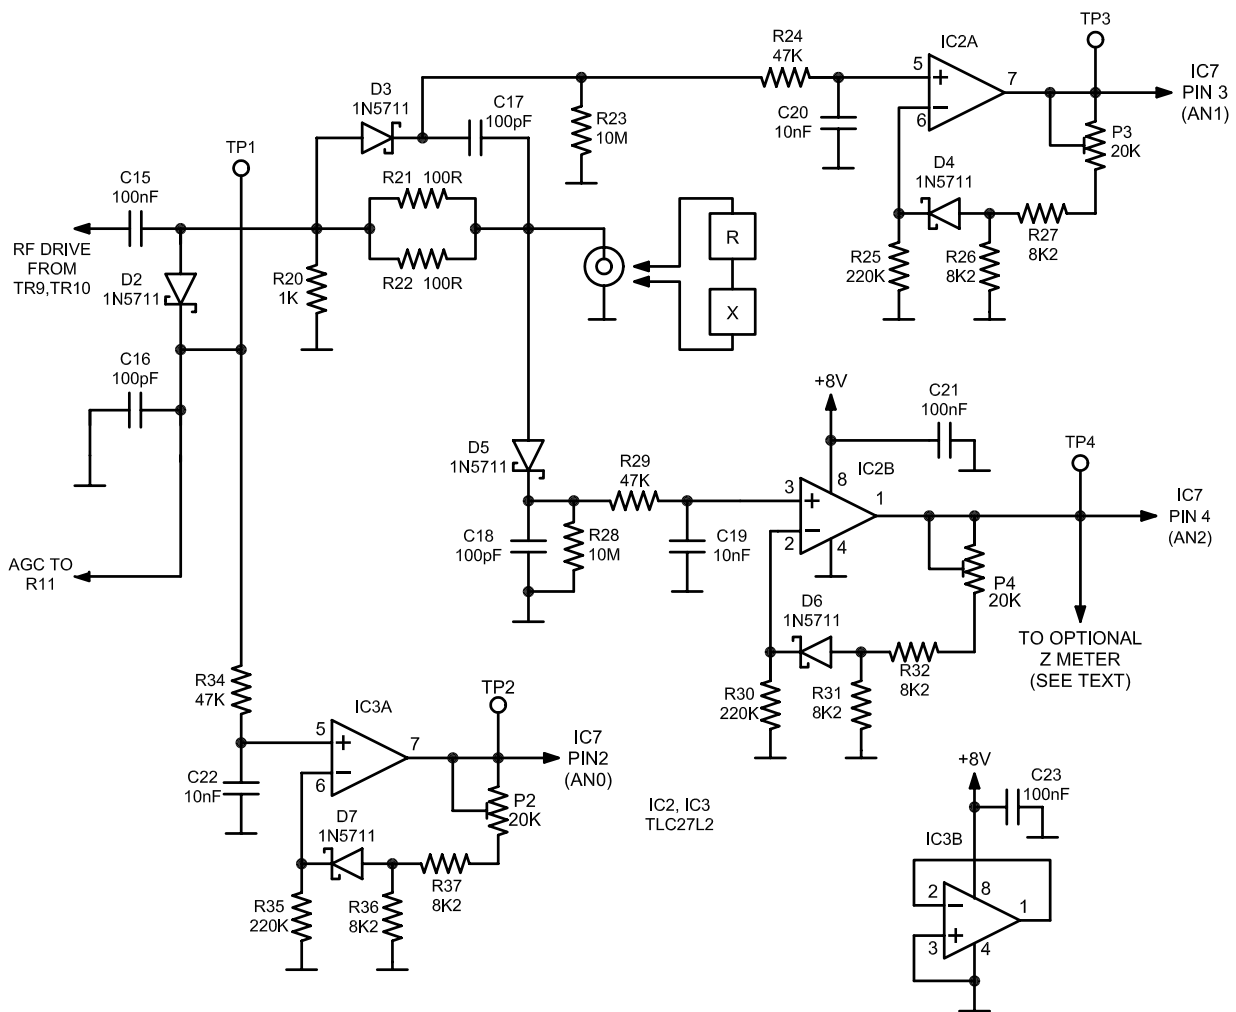 TP3
R24
47K
IC2A
5
7
6
IC7
PIN 3
(AN1)
D3
1N5711
C17
100pF
R23
10M
C20
10nF
P3
20K
TP1
D4
1N5711
C15
100nF
R21 100R
R27
8K2
RF DRIVE
FROM
TR9,TR10
R
R25
220K
R26
8K2
D2
1N5711
R20
1K
R22 100R
X
C16
100pF
+8V
C21
100nF
D5
1N5711
R29
47K
TP4
IC2B
8
3
1
2
4
IC7
PIN 4
(AN2)
C18
100pF
R28
10M
C19
10nF
AGC TO
R11
P4
20K
D6
1N5711
TO OPTIONAL
Z METER
(SEE TEXT)
R32
8K2
R34
47K
R30
220K
R31
8K2
TP2
IC3A
5
7
6
IC7
PIN2
(AN0)
C22
10nF
P2
20K
IC2, IC3
TLC27L2
+8V
C23
100nF
D7
1N5711
IC3B
R37
8K2
R35
220K
R36
8K2
2
8
1
3
4